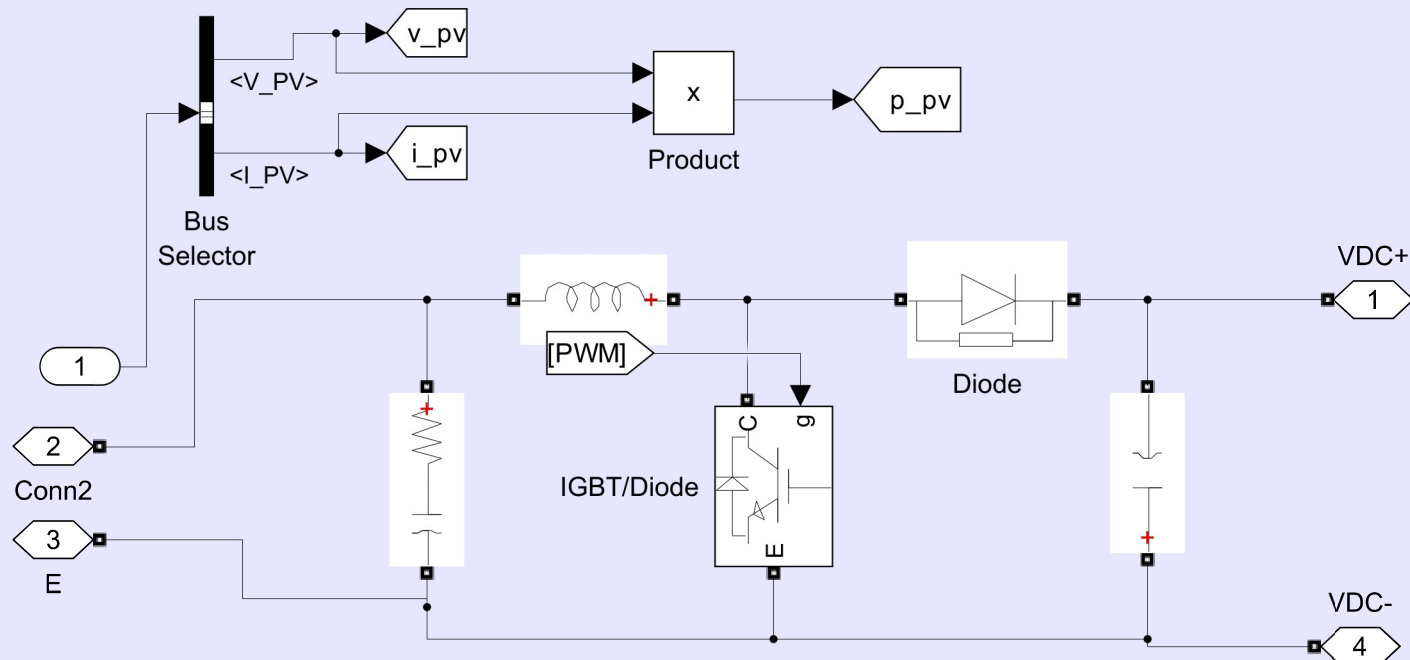 v_pv
<V_PV>
x
p_pv
i_pv
Product
<I_PV>
Bus
Selector
VDC+
1
[PWM]
1
Diode
C
g
2
IGBT/Diode
Conn2
3
E
E
VDC-
4